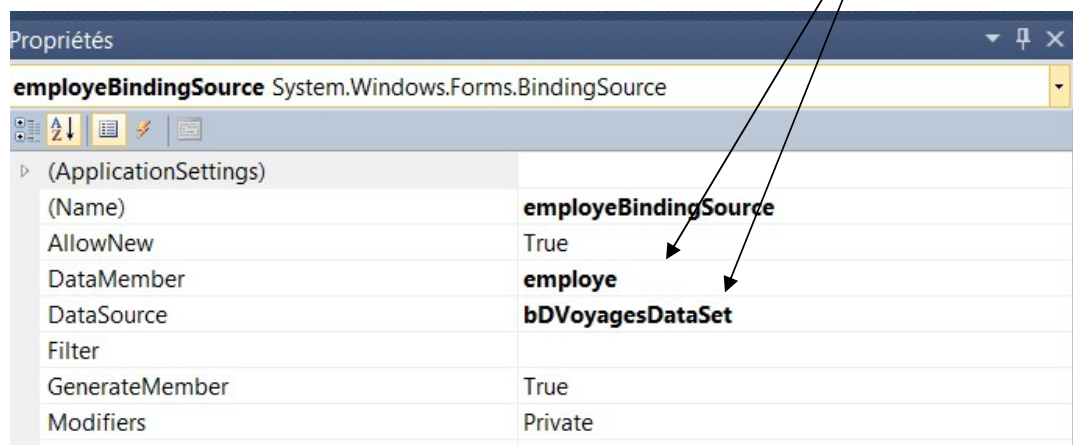 Propriétés
employeBindingSource System.Windows.Forms.BindingSource
(ApplicationSettings)
(Name) employeBindingSource
AllowNew True
DataMember employe
DataSource bDVoyagesDataSet
Filter
GenerateMember True
Modifiers Private